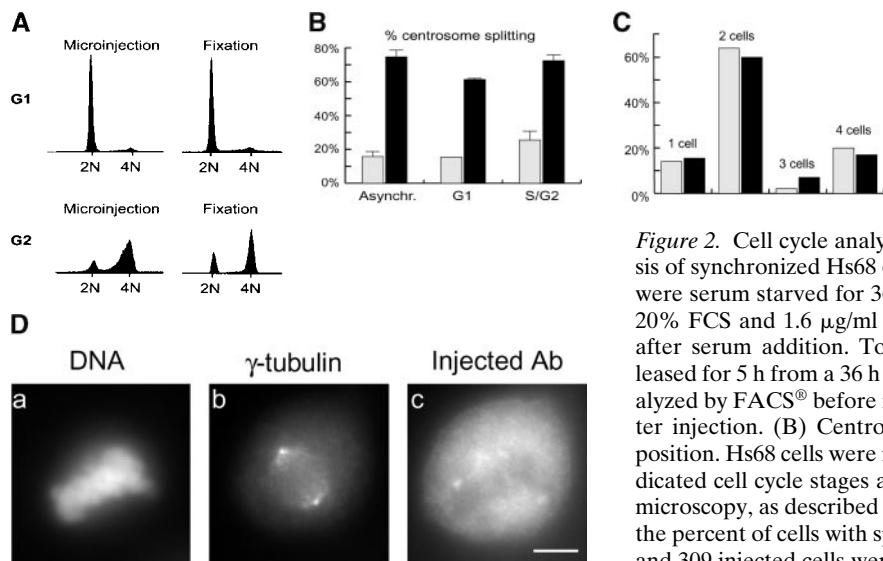 A
Microinjection Fixation
G1
2N 4N 2N 4N
Microinjection Fixation
G2
2N 4N 2N 4N
B
% centrosome splitting
80%
60%
40%
20%
0%
Asynchr. G1 S/G2
C
2 cells
60%
40%
1 cell
4 cells
20%
3 cells
0%
D
DNA γ-tubulin Injected Ab
a b c
Figure 2. Cell cycle analy
sis of synchronized Hs68
were serum starved for
20% FCS and 1.6 μg/ml
after serum addition. To
leased for 5 h from a 36 h
alyzed by FACS® before
ter injection. (B) Centro
position. Hs68 cells were
dicated cell cycle stages a
microscopy, as described
the percent of cells with s
and 309 injected cells were